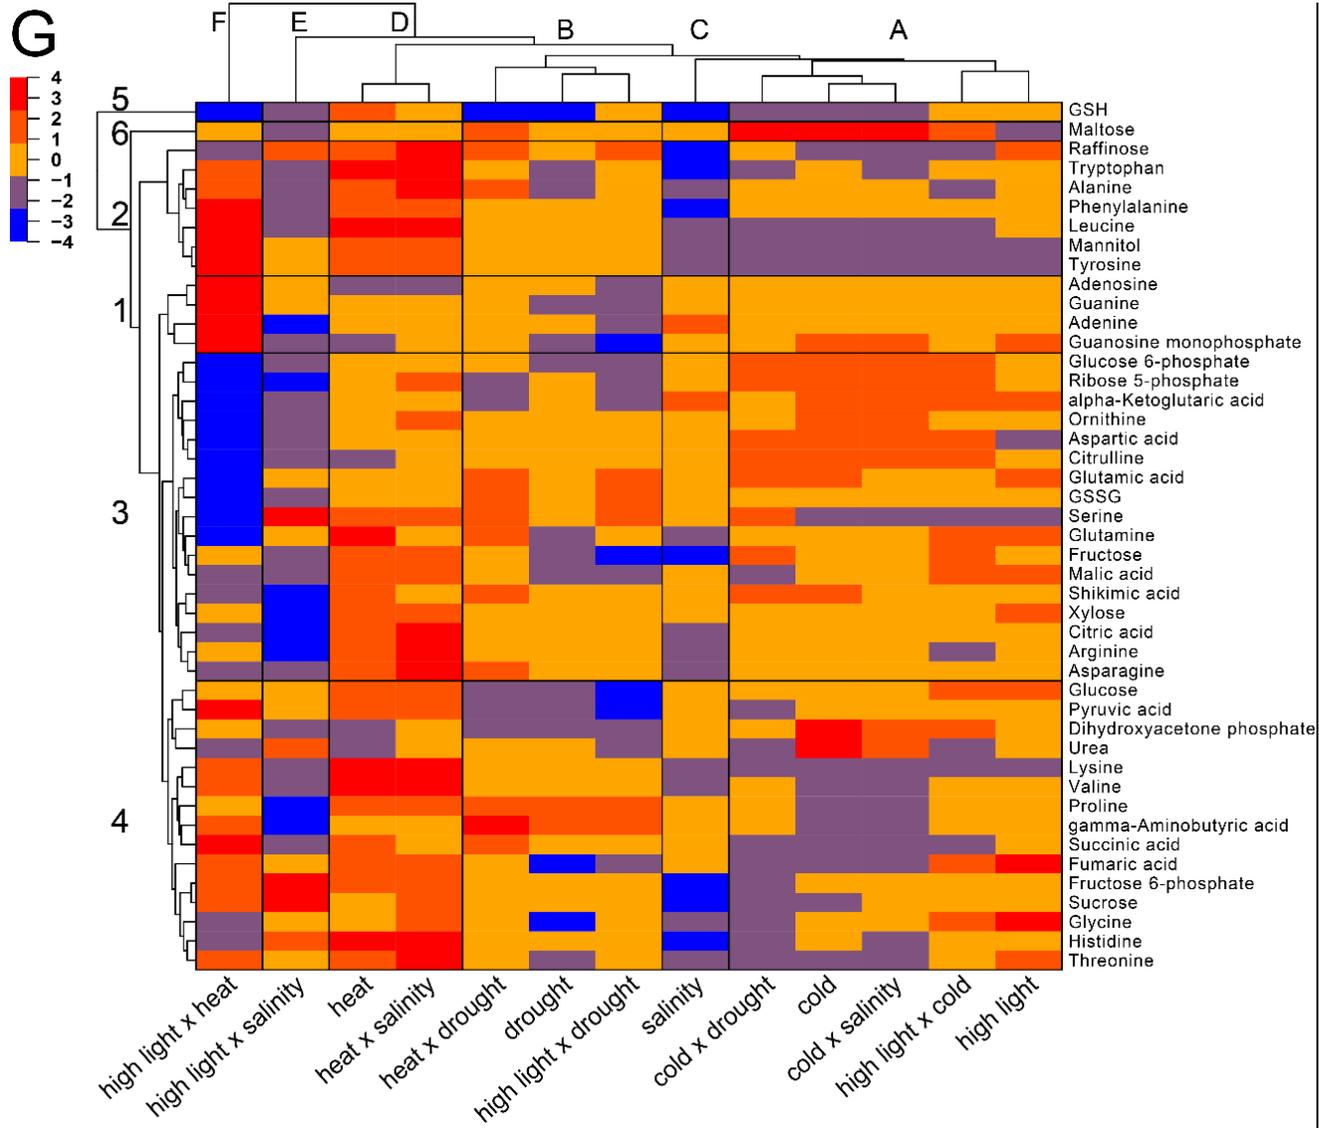 G
F E D B C A
4
3
2
1
0
−1
−2
−3
−4
5
6
2
1
3
4
GSH
Maltose
Raffinose
Tryptophan
Alanine
Phenylalanine
Leucine
Mannitol
Tyrosine
Adenosine
Guanine
Adenine
Guanosine monophosphate
Glucose 6-phosphate
Ribose 5-phosphate
alpha-Ketoglutaric acid
Ornithine
Aspartic acid
Citrulline
Glutamic acid
GSSG
Serine
Glutamine
Fructose
Malic acid
Shikimic acid
Xylose
Citric acid
Arginine
Asparagine
Glucose
Pyruvic acid
Dihydroxyacetone phosphate
Urea
Lysine
Valine
Proline
gamma-Aminobutyric acid
Succinic acid
Fumaric acid
Fructose 6-phosphate
Sucrose
Glycine
Histidine
Threonine
high light x heat
high light x salinity
heat
heat x salinity
heat x drought
drought
high light x drought
salinity
cold x drought
cold
cold x salinity
high light x cold
high light